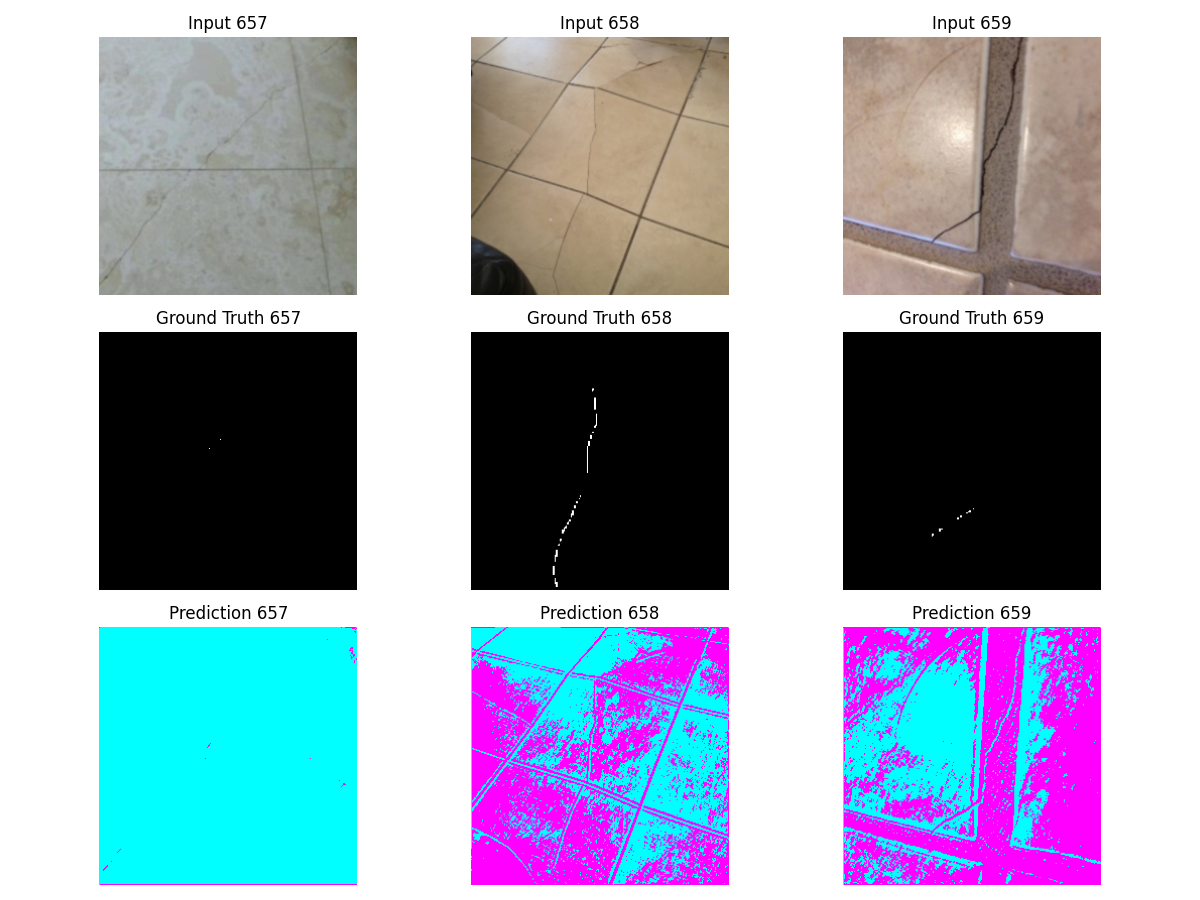 Input 657
Input 658
Input 659
Ground Truth 657
Ground Truth 658
Ground Truth 659
Prediction 657
Prediction 658
Prediction 659